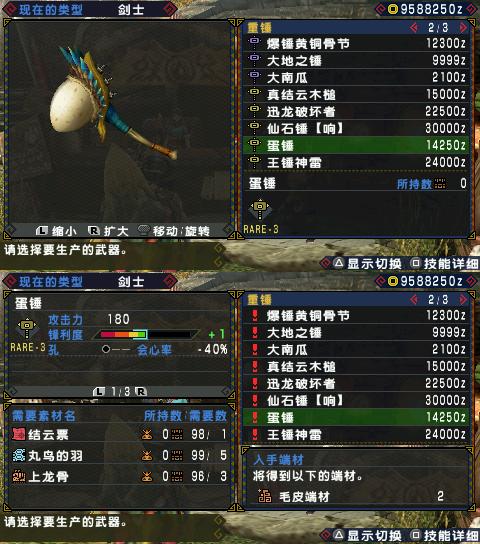 现在的类型 剑士
9588250z
重锤 2/3
爆锤黄铜骨节 12300z
大地之锤 9999z
大南瓜 2100z
真结云木槌 15000z
迅龙破坏者 22500z
仙石锤【响】 30000z
蛋锤 14250z
王锤神雷 24000z
蛋锤 所持数 0
RARE-3
L 缩小 R 扩大 移动/旋转
请选择要生产的武器。
△显示切换 □技能详细
现在的类型 剑士
9588250z
蛋锤
攻击力 180
锋利度 +1
RARE-3
孔 ○ーー 会心率 -40%
L 1/3 R
需要素材名 所持数/需要数
结云票 0 98/ 1
丸鸟的羽 0 99/ 5
上龙骨 0 96/ 3
重锤 2/3
爆锤黄铜骨节 12300z
大地之锤 9999z
大南瓜 2100z
真结云木槌 15000z
迅龙破坏者 22500z
仙石锤【响】 30000z
蛋锤 14250z
王锤神雷 24000z
入手端材
将得到以下的端材。
毛皮端材 2
请选择要生产的武器。
△显示切换 □技能详细